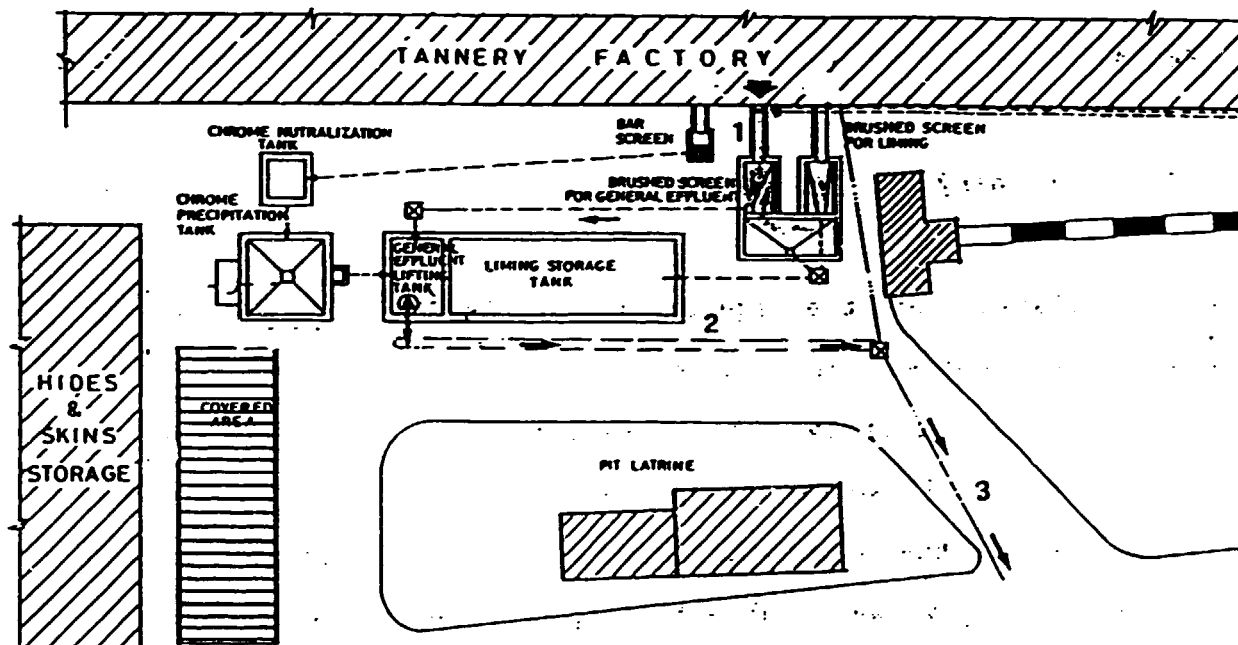 TANNERY FACTORY
CHROME NUTRALIZATION
TANK
BAR
SCREEN
1
BRUSHED SCREEN
FOR LIMING
CHROME
PRECIPITATION
TANK
BRUSHED SCREEN
FOR GENERAL EFFLUENT
GENERAL
EFFLUENT
LIFTING
TANK
LIMING STORAGE
TANK
2
HIDES
&
SKINS
STORAGE
COVERED
AREA
PIT LATRINE
3